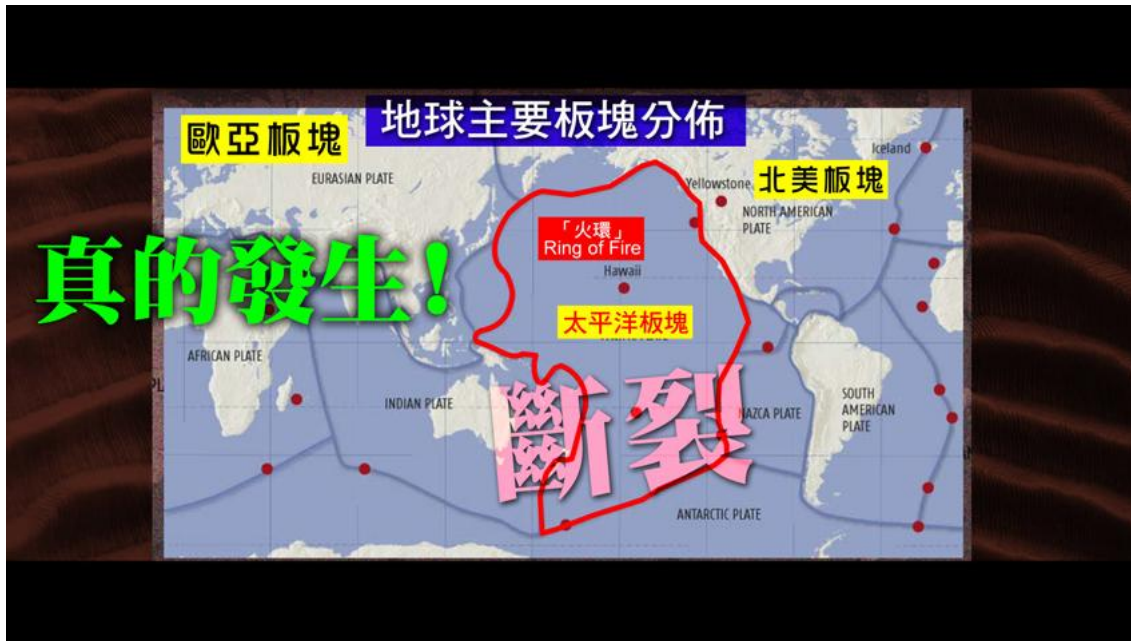 地球主要板塊分佈
歐亞板塊
EURASIAN PLATE
Iceland
Yellowstone
北美板塊
NORTH AMERICAN
PLATE
「火環」
Ring of Fire
Hawaii
真的發生!
太平洋板塊
AFRICAN PLATE
INDIAN PLATE
斷裂
NAZCA PLATE
SOUTH
AMERICAN
PLATE
ANTARCTIC PLATE